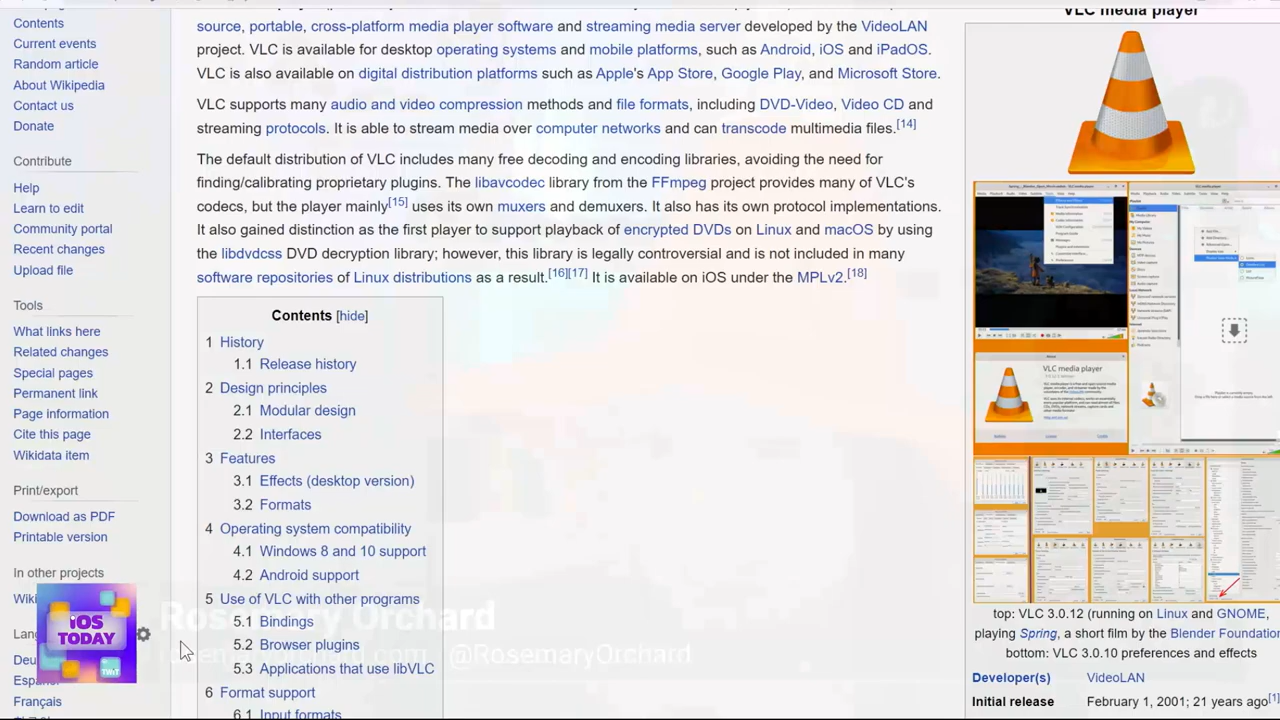 Contents
Current events
Random article
About Wikipedia
Contact us
Donate
Contribute
Help
Learn to edit
Community portal
Recent changes
Upload file
Tools
What links here
Related changes
Special pages
Permanent link
Page information
Cite this page
Wikidata item
Print/export
Download as PDF
Printable version
In other projects
Français
source, portable, cross-platform media player software and streaming media server developed by the VideoLAN
project. VLC is available for desktop operating systems and mobile platforms, such as Android, iOS and iPadOS.
VLC is also available on digital distribution platforms such as Apple's App Store, Google Play, and Microsoft Store.
VLC supports many audio and video compression methods and file formats, including DVD-Video, Video CD and
streaming protocols. It is able to stream media over computer networks and can transcode multimedia files.[14]
The default distribution of VLC includes many free decoding and encoding libraries, avoiding the need for
finding/calibrating proprietary plugins. The libavcodec library from the FFmpeg project provides many of VLC's
codecs, but the player mainly[15] uses its own muxers and demuxers. It also has its own protocol implementations.
It also gained distinction as the first player to support playback of encrypted DVDs on Linux and macOS by using
the libdvdcss DVD decryption library; however, this library is legally controversial and is not included in many
software repositories of Linux distributions as a result.[17] It is available on iOS under the MPLv2.[18]
Contents [hide]
1 History
1.1 Release history
2 Design principles
2.1 Modular design
2.2 Interfaces
3 Features
3.1 Effects (desktop version)
3.2 Formats
4 Operating system compatibility
4.1 Windows 8 and 10 support
4.2 Android support
5 Use of VLC with other programs
5.1 Bindings
5.2 Browser plugins
5.3 Applications that use libVLC
6 Format support
6.1 Input formats
iOS
TODAY
TWiT
@RosemaryOrchard
VLC media player
VLC media player
top: VLC 3.0.12 (running on Linux and GNOME,
playing Spring, a short film by the Blender Foundation
bottom: VLC 3.0.10 preferences and effects
Developer(s) VideoLAN
Initial release February 1, 2001; 21 years ago[1]